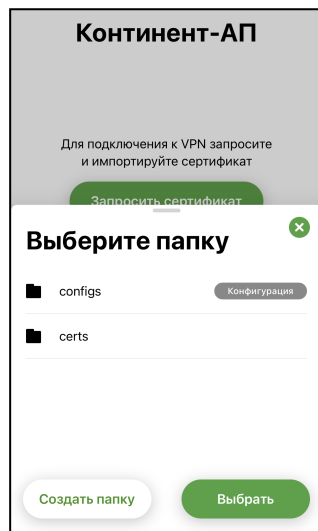 Континент-АП
Для подключения к VPN запросите
и импортируйте сертификат
Запросить сертификат
Выберите папку
configs
Конфигурация
certs
Создать папку
Выбрать